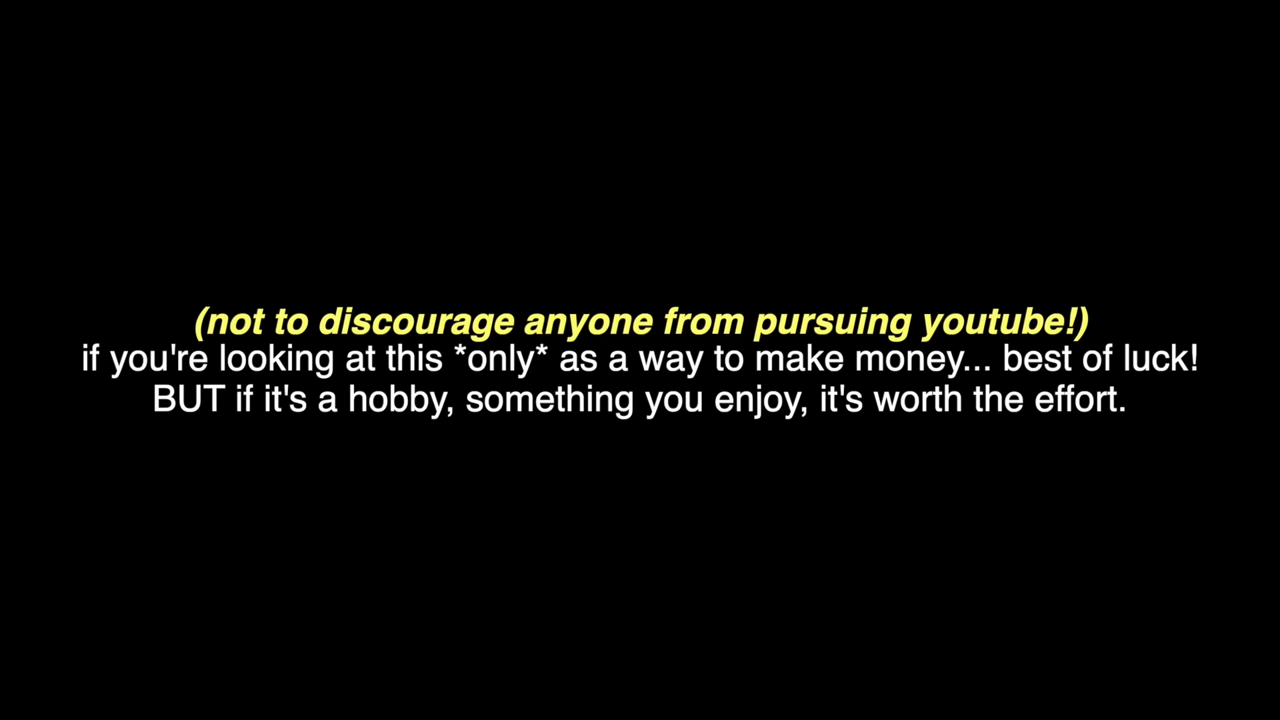 (not to discourage anyone from pursuing youtube!)
if you're looking at this *only* as a way to make money... best of luck!
BUT if it's a hobby, something you enjoy, it's worth the effort.